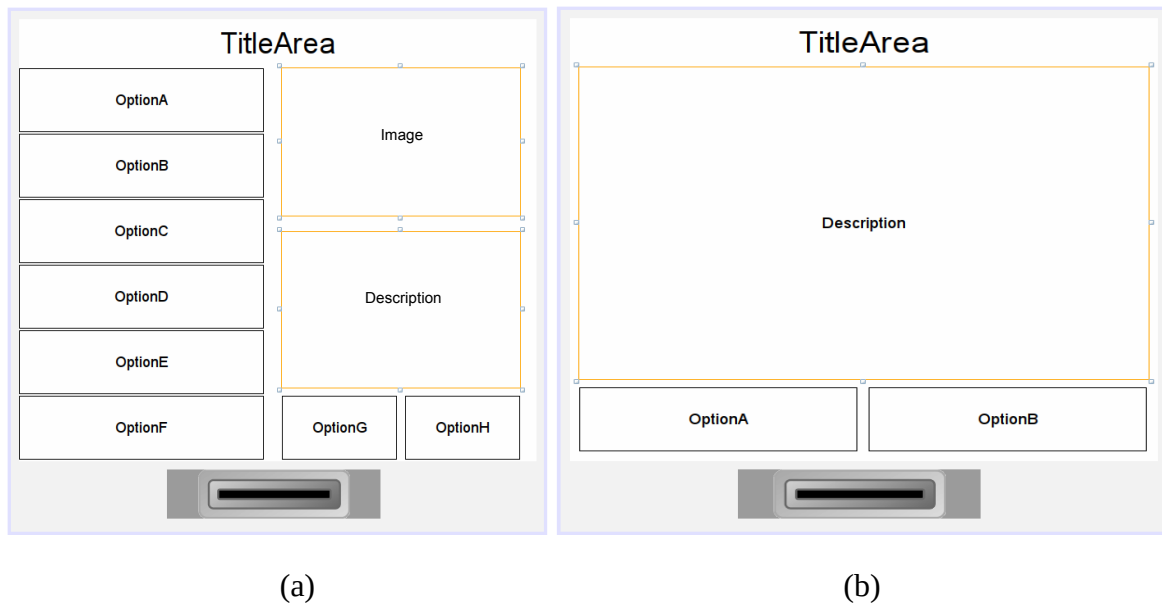 TitleArea
OptionA
OptionB
OptionC
OptionD
OptionE
OptionF
Image
Description
OptionG
OptionH
(a)
TitleArea
Description
OptionA
OptionB
(b)